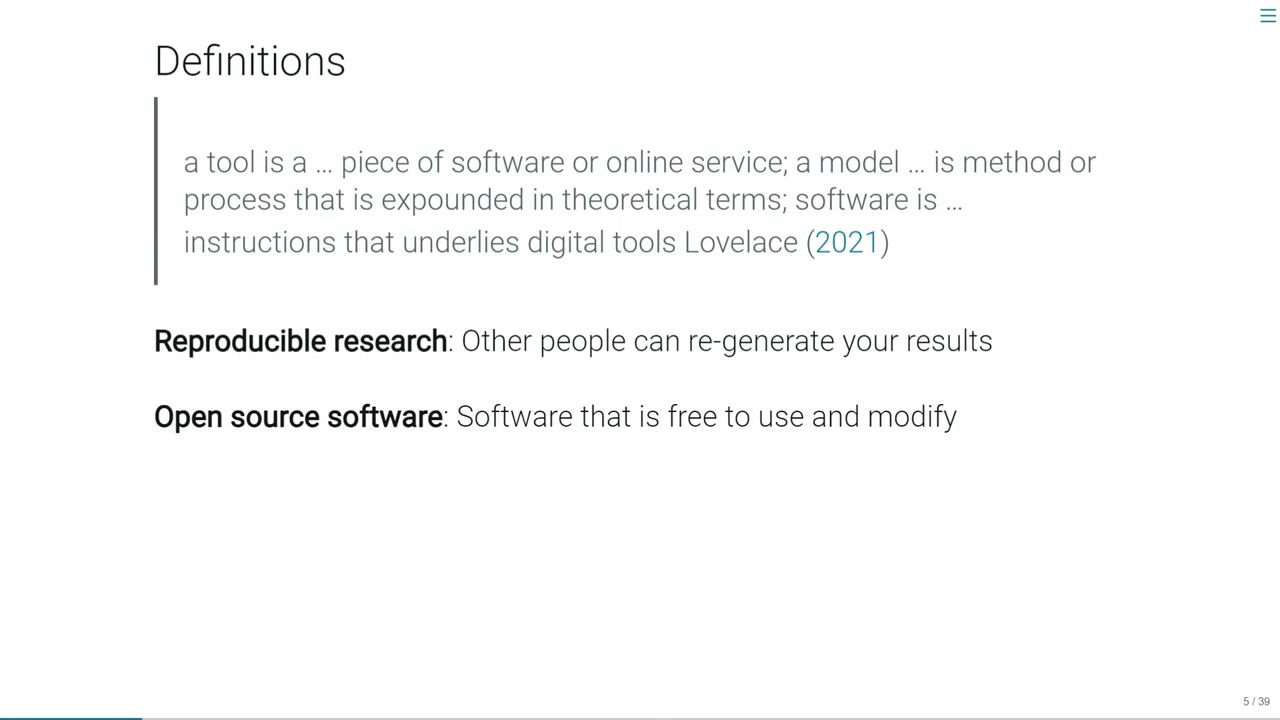 Definitions
a tool is a … piece of software or online service; a model … is method or
process that is expounded in theoretical terms; software is …
instructions that underlies digital tools Lovelace (2021)
Reproducible research: Other people can re-generate your results
Open source software: Software that is free to use and modify
5 / 39